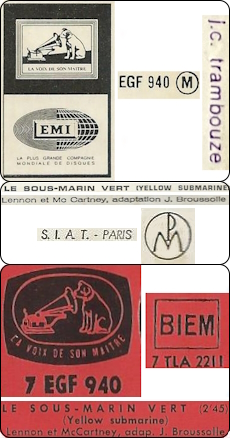 LA VOIX DE SON MAITRE
EMI
LA PLUS GRANDE COMPAGNIE
MONDIALE DE DISQUES
EGF 940 M
j.c. trambouze
LE SOUS-MARIN VERT (YELLOW SUBMARINE
Lennon et Mc Cartney, adaptation J. Broussolle
S. I. A. T. - PARIS
PM
LA VOIX DE SON MAITRE
7 EGF 940
BIEM
7 TLA 2211
LE SOUS-MARIN VERT (2'45)
(Yellow submarine)
Lennon et McCartney, adap. J. Broussolle